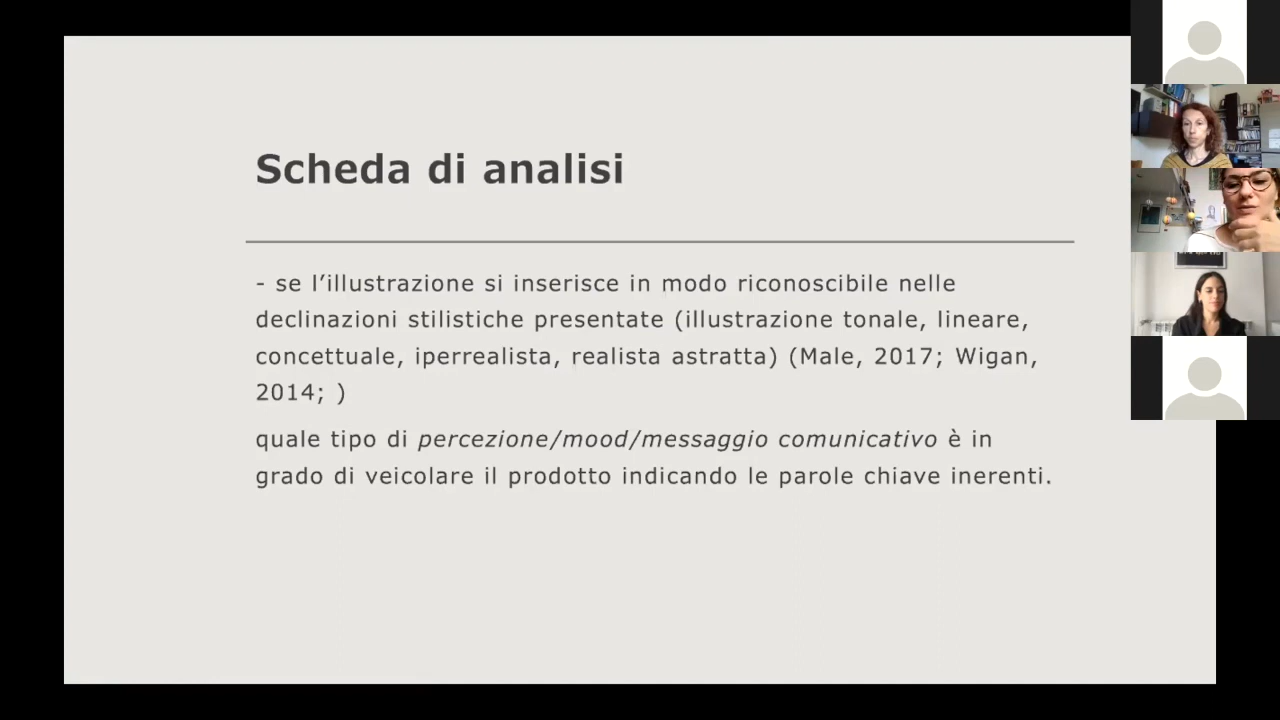 Scheda di analisi
- se l’illustrazione si inserisce in modo riconoscibile nelle
declinazioni stilistiche presentate (illustrazione tonale, lineare,
concettuale, iperrealista, realista astratta) (Male, 2017; Wigan,
2014; )
quale tipo di percezione/mood/messaggio comunicativo è in
grado di veicolare il prodotto indicando le parole chiave inerenti.